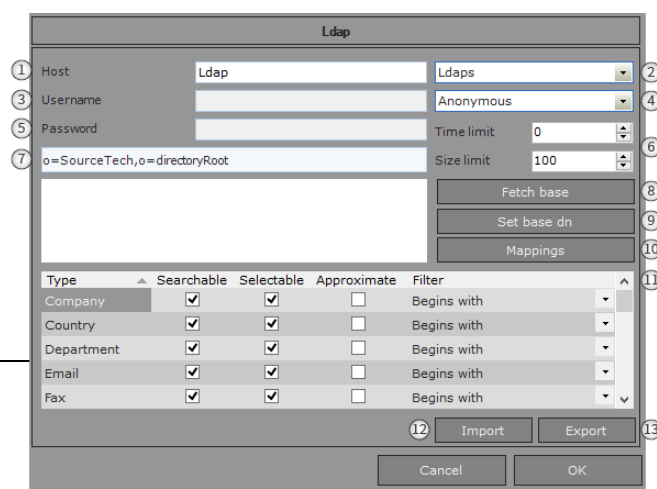 Ldap
① Host Ldap Ldaps ②
③ Username Anonymous ④
⑤ Password Time limit 0
⑥
⑦ o=SourceTech,o=directoryRoot Size limit 100
Fetch base ⑧
Set base dn ⑨
Mappings ⑩
Type Searchable Selectable Approximate Filter ⑪
Company Begins with
Country Begins with
Department Begins with
Email Begins with
Fax Begins with
⑫ Import Export ⑬
Cancel OK